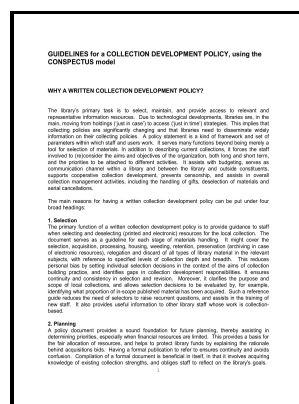 GUIDELINES for a COLLECTION DEVELOPMENT POLICY, using the
CONSPECTUS model
WHY A WRITTEN COLLECTION DEVELOPMENT POLICY?
The library's primary task is to select, maintain, and provide access to relevant and
representative information resources. Due to technological developments, libraries are, in the
main, moving from holdings ('just in case') to access ('just in time') strategies. This implies that
collecting policies are significantly changing and that libraries need to disseminate widely
information on their collecting policies. A policy statement is a kind of framework and set of
parameters within which staff and users work. It serves many functions beyond being merely a
tool for selection of materials. In addition to describing current collections, it forces the staff
involved to (re)consider the aims and objectives of the organization, both long and short term,
and the priorities to be attached to different activities. It assists with budgeting, serves as
communication channel within a library and between the library and outside constituents,
supports cooperative collection development, prevents censorship, and assists in overall
collection management activities, including the handling of gifts, deselection of materials and
serial cancellations.
The main reasons for having a written collection development policy can be put under four
broad headings:
1. Selection
The primary function of a written collection development policy is to provide guidance to staff
when selecting and deselecting (printed and electronic) resources for the local collection. The
document serves as a guideline for each stage of materials handling. It might cover the
selection, acquisition, processing, housing, weeding, retention, preservation (archiving in case
of electronic resources), relegation and discard of all types of library material in the relevant
subjects, with reference to specified levels of collection depth and breadth. This reduces
personal bias by setting individual selection decisions in the context of the aims of collection
building practice, and identifies gaps in collection development responsibilities. It ensures
continuity and consistency in selection and revision. Moreover, it clarifies the purpose and
scope of local collections, and allows selection decisions to be evaluated by, for example,
identifying what proportion of in-scope published material has been acquired. Such a reference
guide reduces the need of selectors to raise recurrent questions, and assists in the training of
new staff. It also provides useful information to other library staff whose work is collection-
based.
2. Planning
A policy document provides a sound foundation for future planning, thereby assisting in
determining priorities, especially when financial resources are limited. This provides a basis for
the fair allocation of resources, and helps to protect library funds by explaining the rationale
behind acquisitions bids. Having a formal publication to refer to ensures continuity and avoids
confusion. Compilation of a formal document is beneficial in itself, in that it involves acquiring
knowledge of existing collection strengths, and obliges staff to reflect on the library's goals.
1